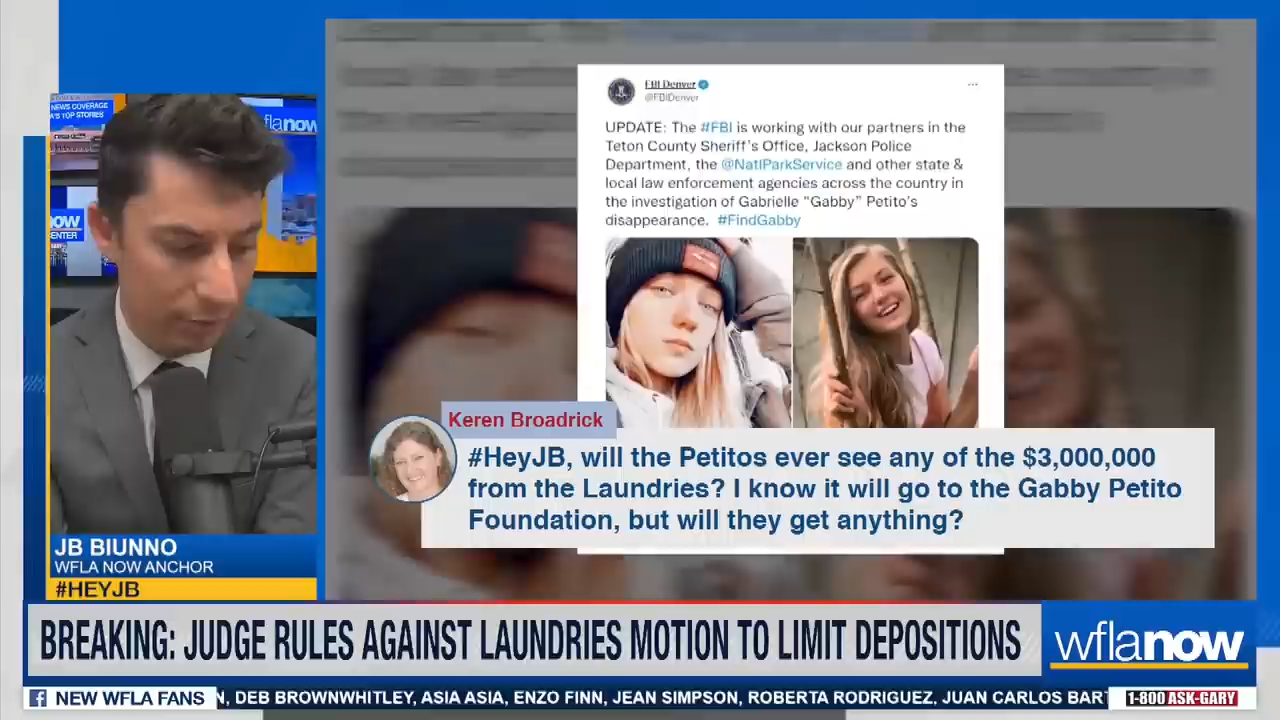 NEWS COVERAGE
A'S TOP STORIES
flanow
NOW
ENTER
FBI Denver
@FBIDenver
UPDATE: The #FBI is working with our partners in the
Teton County Sheriff's Office, Jackson Police
Department, the @NatlParkService and other state &
local law enforcement agencies across the country in
the investigation of Gabrielle "Gabby" Petito's
disappearance. #FindGabby
Keren Broadrick
#HeyJB, will the Petitos ever see any of the $3,000,000
from the Laundries? I know it will go to the Gabby Petito
Foundation, but will they get anything?
JB BIUNNO
WFLA NOW ANCHOR
#HEYJB
BREAKING: JUDGE RULES AGAINST LAUNDRIES MOTION TO LIMIT DEPOSITIONS
wflanow
NEW WFLA FANS N, DEB BROWNWHITLEY, ASIA ASIA, ENZO FINN, JEAN SIMPSON, ROBERTA RODRIGUEZ, JUAN CARLOS BAR 1-800 ASK-GARY